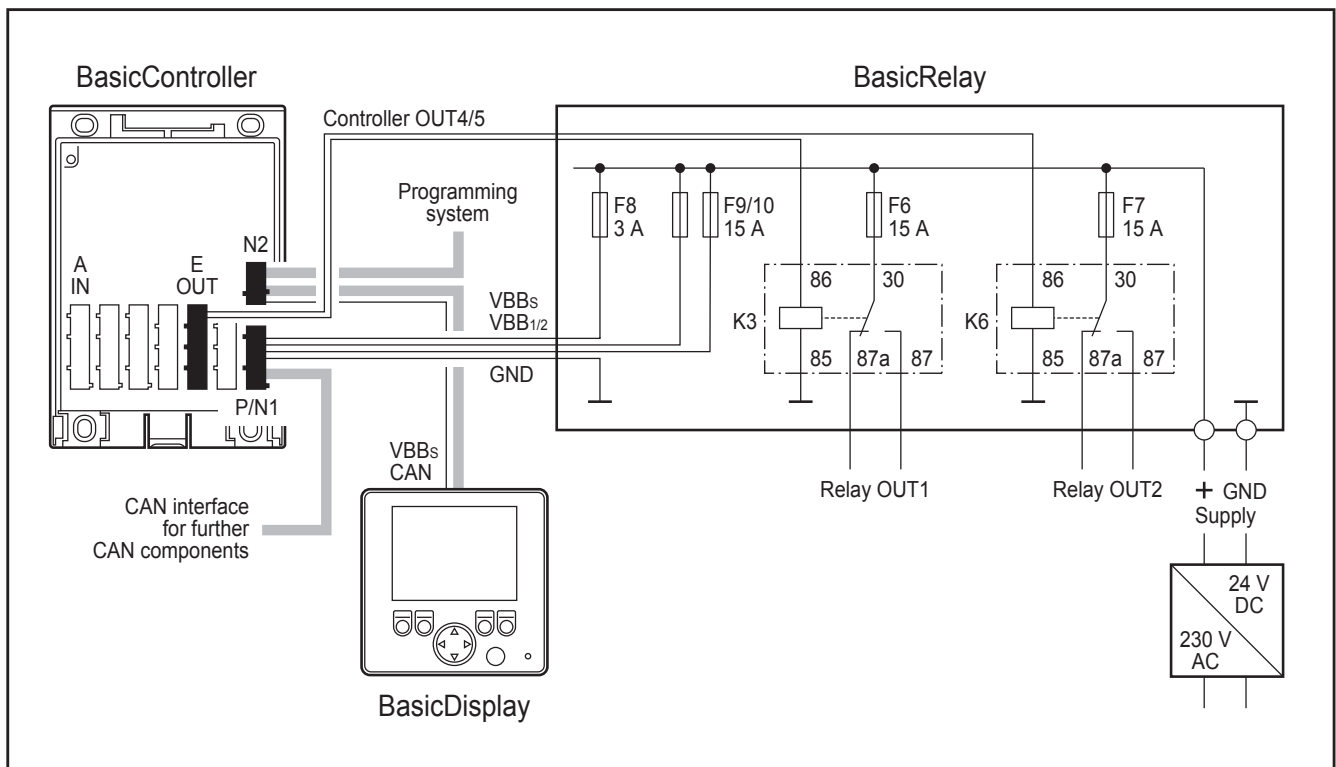 BasicController
BasicRelay
Controller OUT4/5
Programming
system
N2
A
IN
E
OUT
P/N1
VBBs
VBB1/2
GND
F8
3 A
F9/10
15 A
F6
15 A
F7
15 A
86
30
K3
85
87a
87
86
30
K6
85
87a
87
VBBs
CAN
Relay OUT1
Relay OUT2
+ GND
Supply
CAN interface
for further
CAN components
24 V
DC
230 V
AC
BasicDisplay